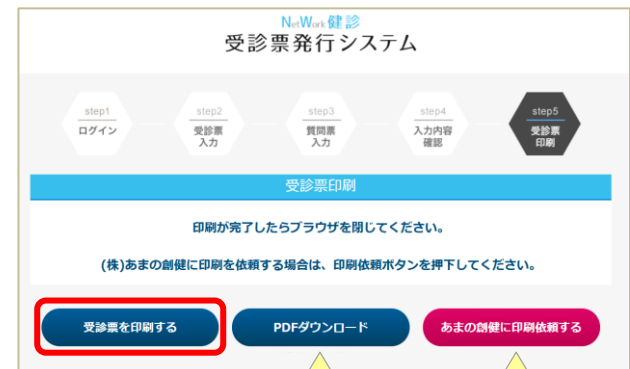 NetWork健診
受診票発行システム
step1
ログイン
step2
受診票
入力
step3
質問票
入力
step4
入力内容
確認
step5
受診票
印刷
受診票印刷
印刷が完了したらブラウザを閉じてください。
(株)あまの創健に印刷を依頼する場合は、印刷依頼ボタンを押下してください。
受診票を印刷する
PDFダウンロード
あまの創健に印刷依頼する